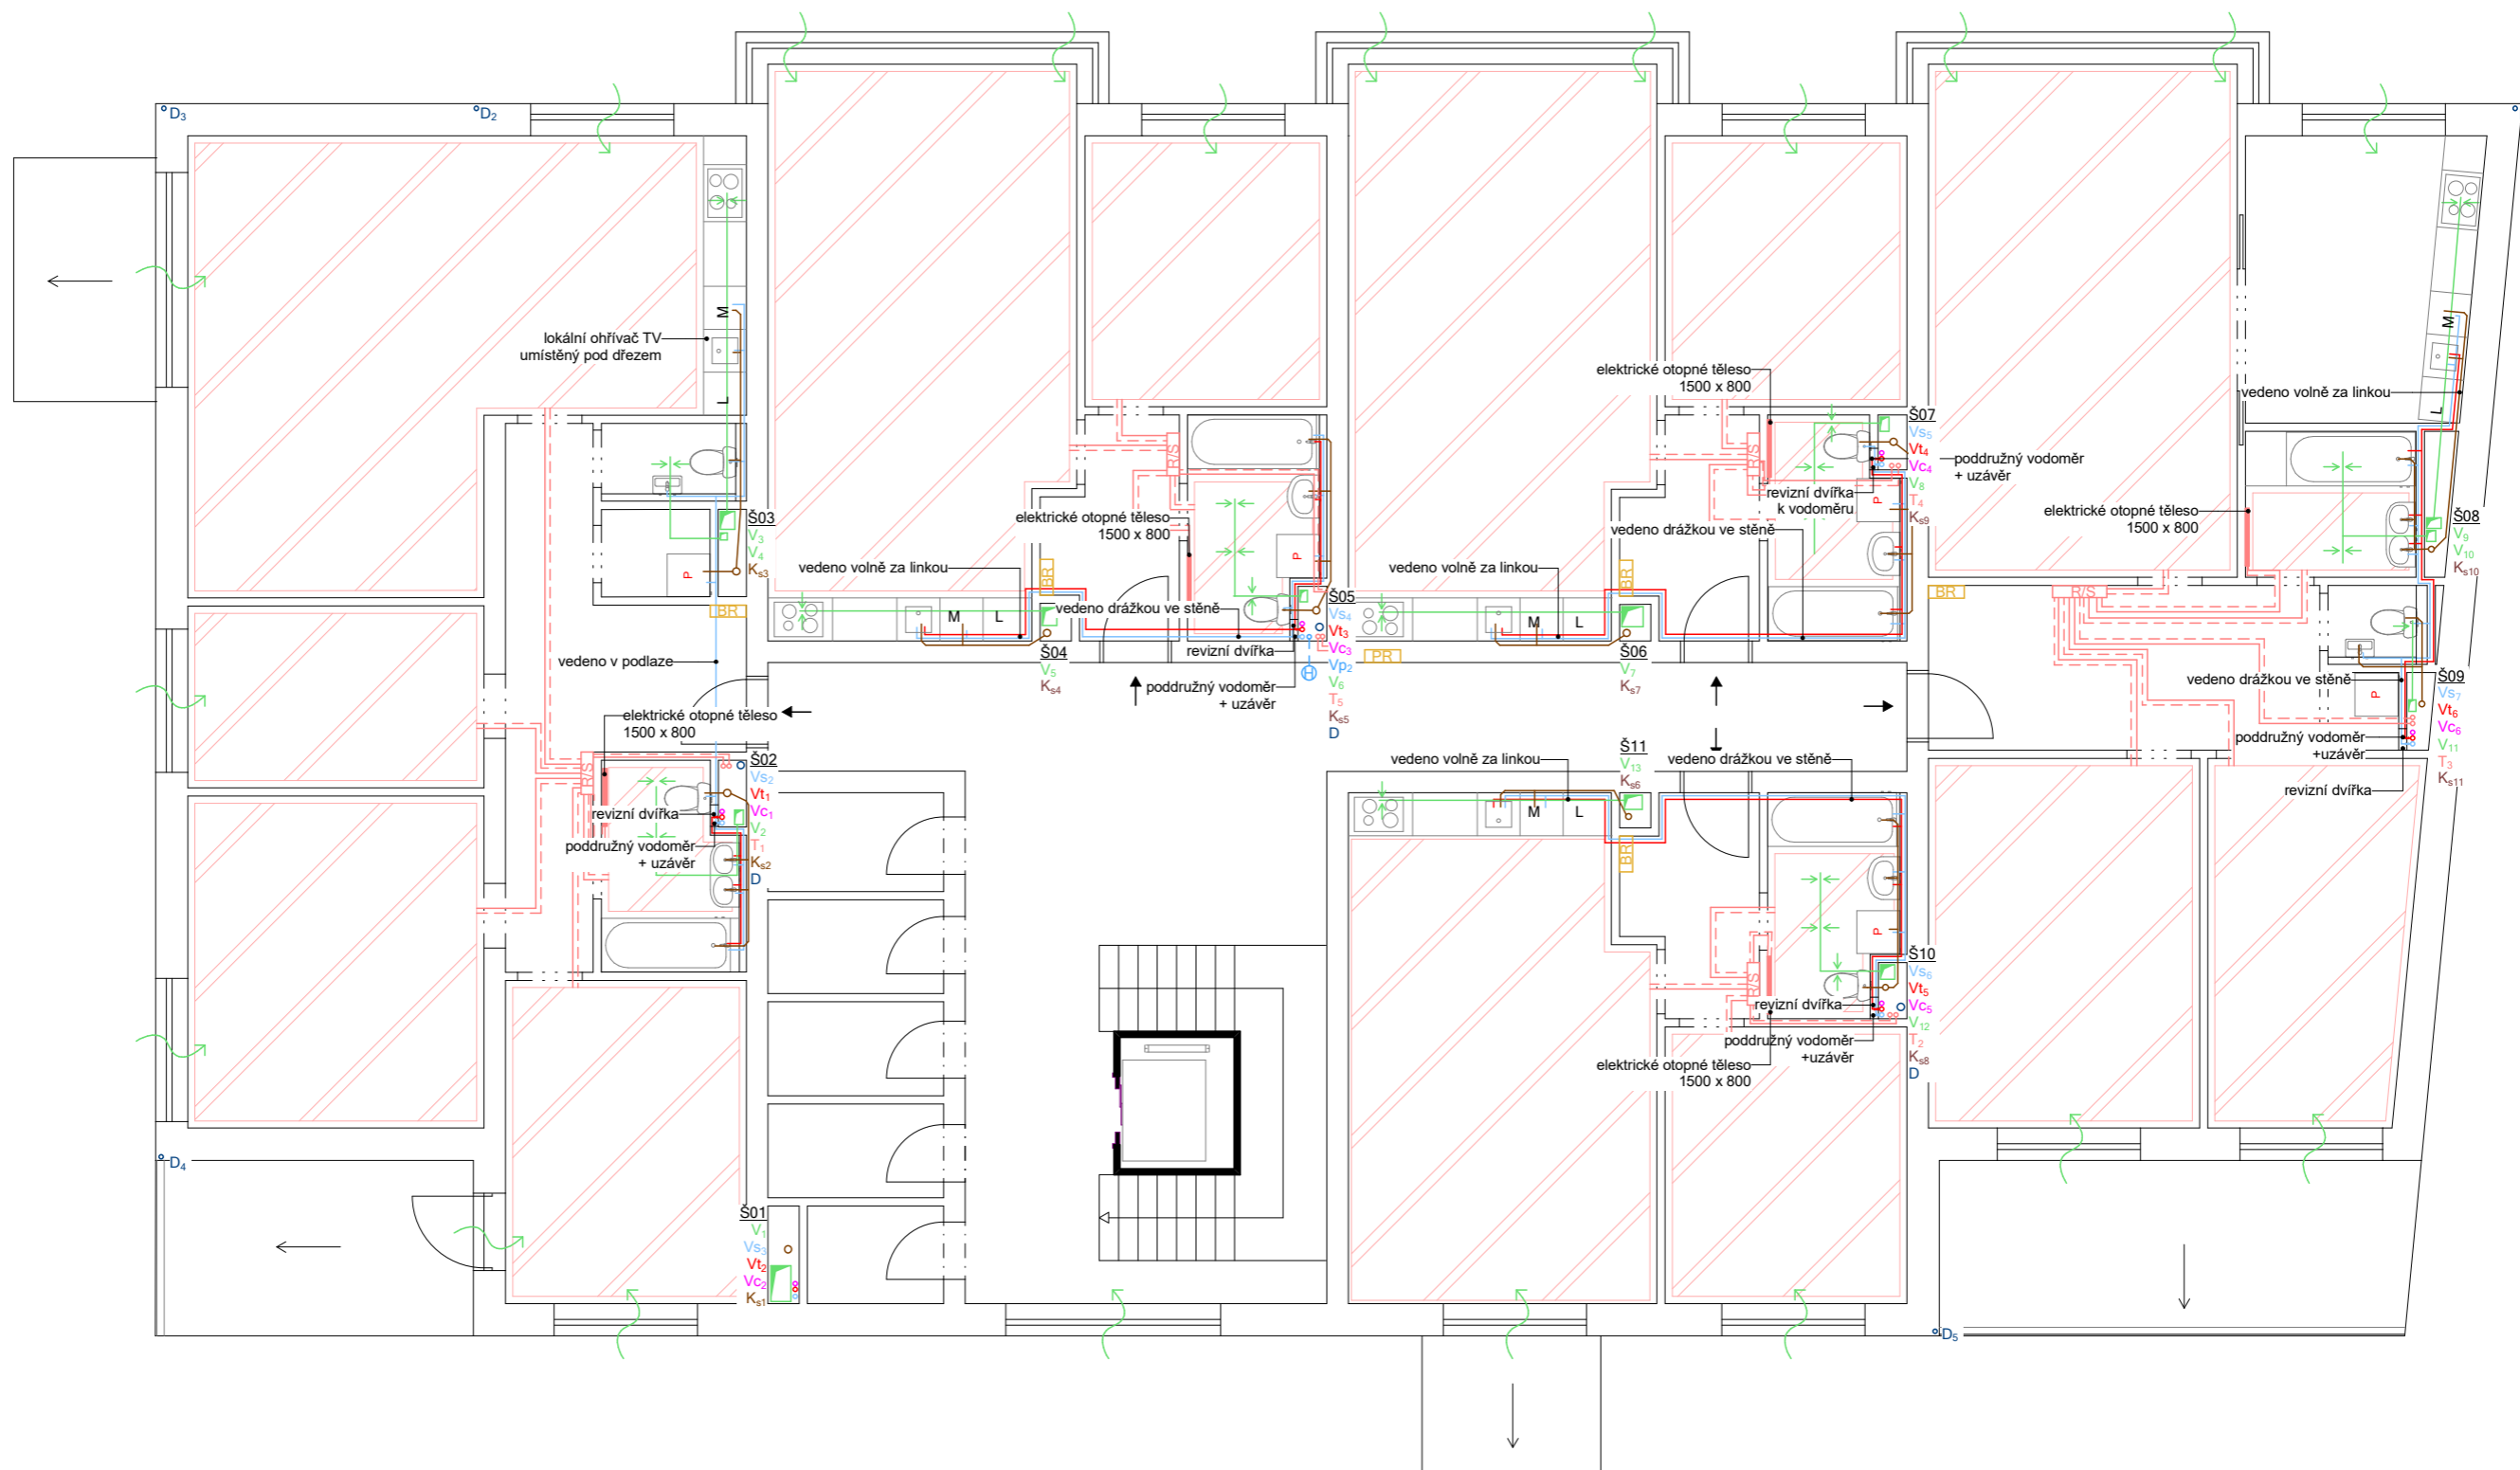 D3
D2
M
lokální ohřívač TV
umístěný pod dřezem
L
elektrické otopné těleso
1500 x 800
M
vedeno volně za linkou
L
R/S
R/S
Š07
Vs5
Vt4
Vc4
V8
T4
Ks9
poddružný vodoměr
+ uzávěr
revizní dvířka
k vodoměru
P
Š03
V3
V4
Ks3
P
elektrické otopné těleso
1500 x 800
P
vedeno drážkou ve stěně
elektrické otopné těleso
1500 x 800
Š08
V9
V10
Ks10
vedeno volně za linkou
BR
vedeno volně za linkou
BR
BR
R/S
BR
M
L
vedeno drážkou ve stěně
Š05
Vs4
Vt3
Vc3
Vp2
V6
T5
Ks5
D
M
L
revizní dvířka
Š04
V5
Ks4
H
PR
Š06
V7
Ks7
vedeno v podlaze
poddružný vodoměr
+ uzávěr
vedeno drážkou ve stěně
P
Š09
Vs7
Vt6
Vc6
V11
T3
Ks11
elektrické otopné těleso
1500 x 800
poddružný vodoměr
+uzávěr
revizní dvířka
R/S
Š02
Vs2
Vt1
Vc1
V2
T1
Ks2
D
revizní dvířka
poddružný vodoměr
+ uzávěr
vedeno volně za linkou
Š11
V13
Ks6
vedeno drážkou ve stěně
M
L
BR
P
R/S
Š10
Vs6
Vt5
Vc5
V12
T2
Ks8
D
revizní dvířka
poddružný vodoměr
+uzávěr
elektrické otopné těleso
1500 x 800
D4
Š01
V1
Vs3
Vt2
Vc2
Ks1
D5